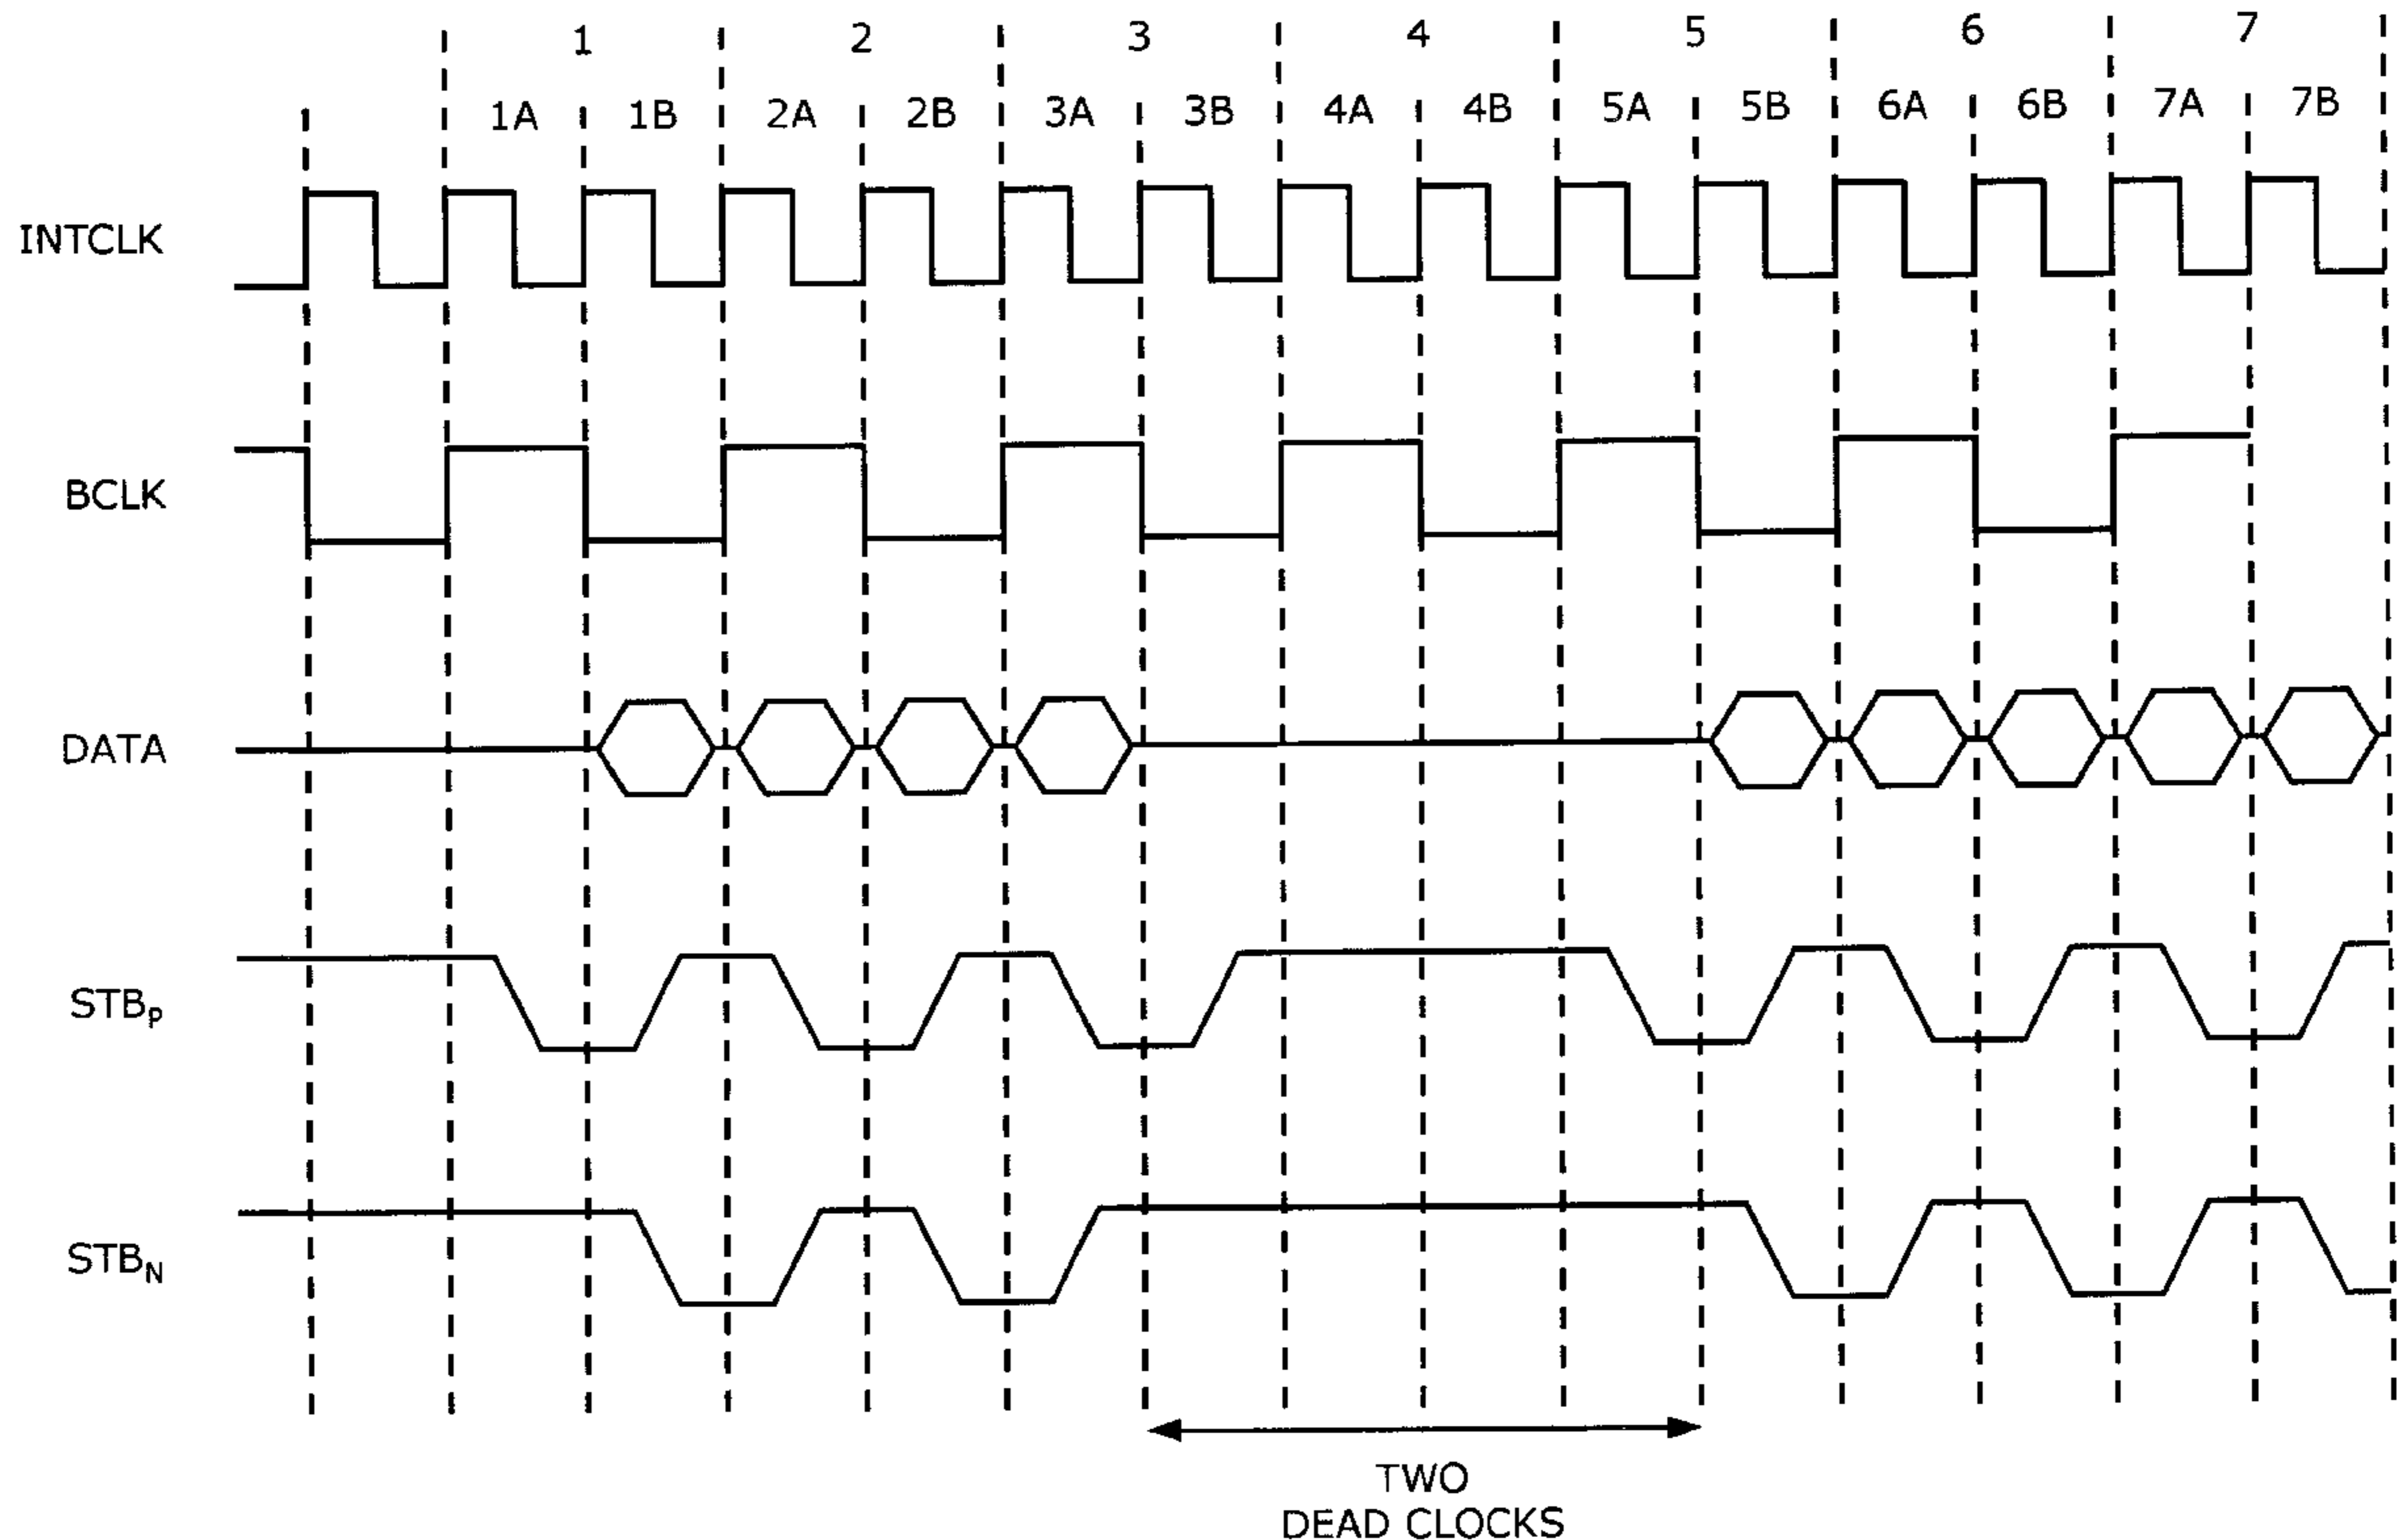 1 2 3 4 5 6 7
1A 1B 2A 2B 3A 3B 4A 4B 5A 5B 6A 6B 7A 7B
INTCLK
BCLK
DATA
STBP
STBN
TWO
DEAD CLOCKS